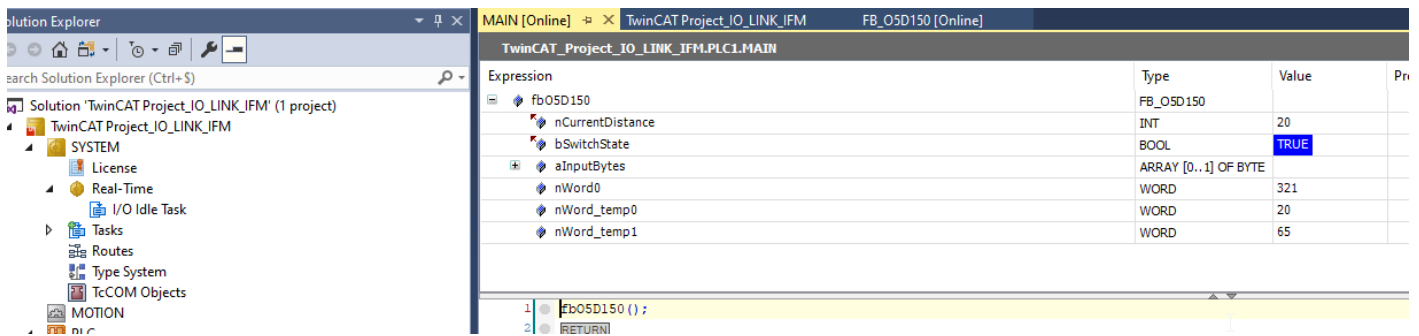 olution Explorer
earch Solution Explorer (Ctrl+$)
Solution 'TwinCAT Project_IO_LINK_IFM' (1 project)
TwinCAT Project_IO_LINK_IFM
SYSTEM
License
Real-Time
I/O Idle Task
Tasks
Routes
Type System
TcCOM Objects
MOTION
PLC
MAIN [Online] TwinCAT Project_IO_LINK_IFM FB_O5D150 [Online]
TwinCAT_Project_IO_LINK_IFM.PLC1.MAIN
Expression Type Value Pr
fbO5D150 FB_O5D150
nCurrentDistance INT 20
bSwitchState BOOL TRUE
aInputBytes ARRAY [0..1] OF BYTE
nWord0 WORD 321
nWord_temp0 WORD 20
nWord_temp1 WORD 65
1 fbO5D150();
2 RETURN